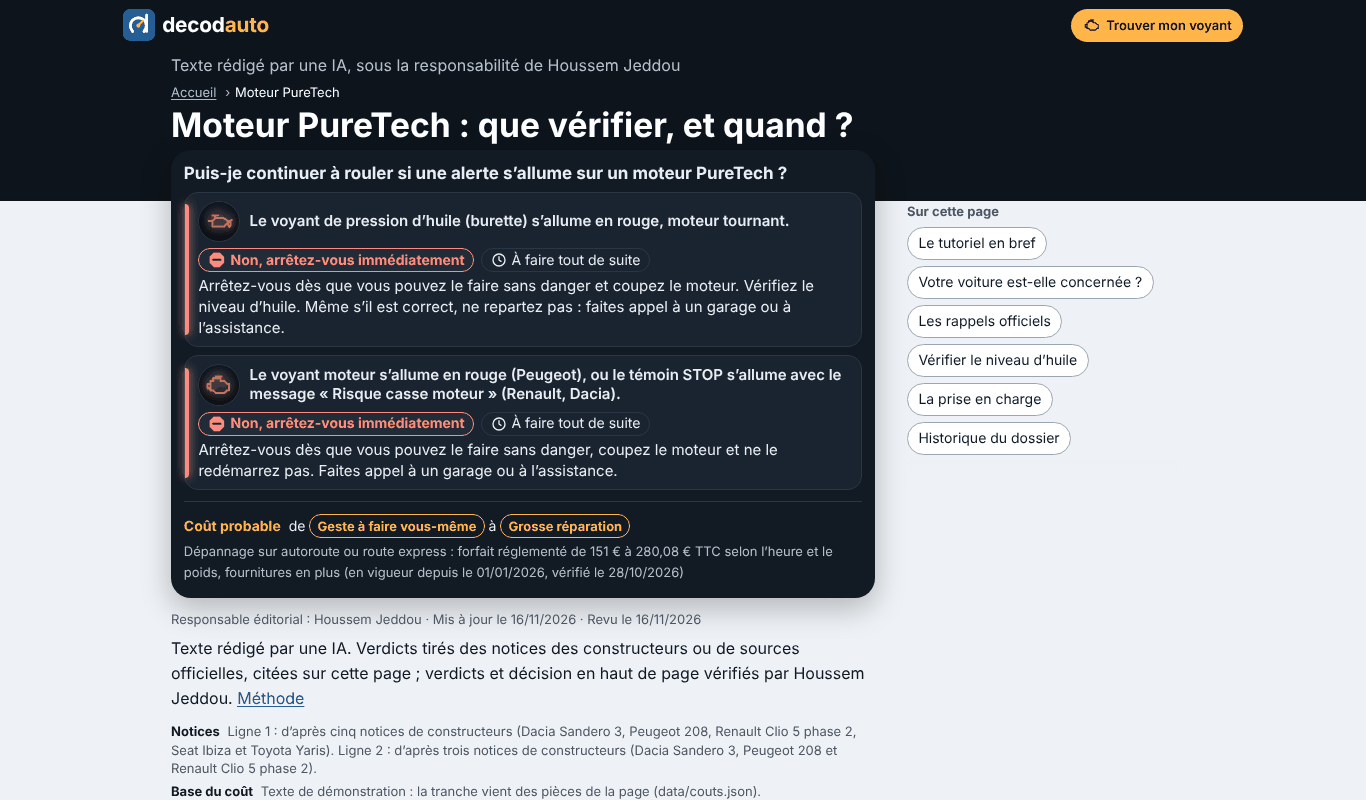 decodauto
Trouver mon voyant
Texte rédigé par une IA, sous la responsabilité de Houssem Jeddou
Accueil › Moteur PureTech
Moteur PureTech : que vérifier, et quand ?
Puis-je continuer à rouler si une alerte s’allume sur un moteur PureTech ?
Le voyant de pression d’huile (burette) s’allume en rouge, moteur tournant.
Non, arrêtez-vous immédiatement
À faire tout de suite
Arrêtez-vous dès que vous pouvez le faire sans danger et coupez le moteur. Vérifiez le
niveau d’huile. Même s’il est correct, ne repartez pas : faites appel à un garage ou à
l’assistance.
Le voyant moteur s’allume en rouge (Peugeot), ou le témoin STOP s’allume avec le
message « Risque casse moteur » (Renault, Dacia).
Non, arrêtez-vous immédiatement
À faire tout de suite
Arrêtez-vous dès que vous pouvez le faire sans danger, coupez le moteur et ne le
redémarrez pas. Faites appel à un garage ou à l’assistance.
Coût probable de Geste à faire vous-même à Grosse réparation
Dépannage sur autoroute ou route express : forfait réglementé de 151 € à 280,08 € TTC selon l’heure et le
poids, fournitures en plus (en vigueur depuis le 01/01/2026, vérifié le 28/10/2026)
Sur cette page
Le tutoriel en bref
Votre voiture est-elle concernée ?
Les rappels officiels
Vérifier le niveau d’huile
La prise en charge
Historique du dossier
Responsable éditorial : Houssem Jeddou · Mis à jour le 16/11/2026 · Revu le 16/11/2026
Texte rédigé par une IA. Verdicts tirés des notices des constructeurs ou de sources
officielles, citées sur cette page ; verdicts et décision en haut de page vérifiés par Houssem
Jeddou. Méthode
Notices Ligne 1 : d’après cinq notices de constructeurs (Dacia Sandero 3, Peugeot 208, Renault Clio 5 phase 2,
Seat Ibiza et Toyota Yaris). Ligne 2 : d’après trois notices de constructeurs (Dacia Sandero 3, Peugeot 208 et
Renault Clio 5 phase 2).
Base du coût Texte de démonstration : la tranche vient des pièces de la page (data/couts.json).